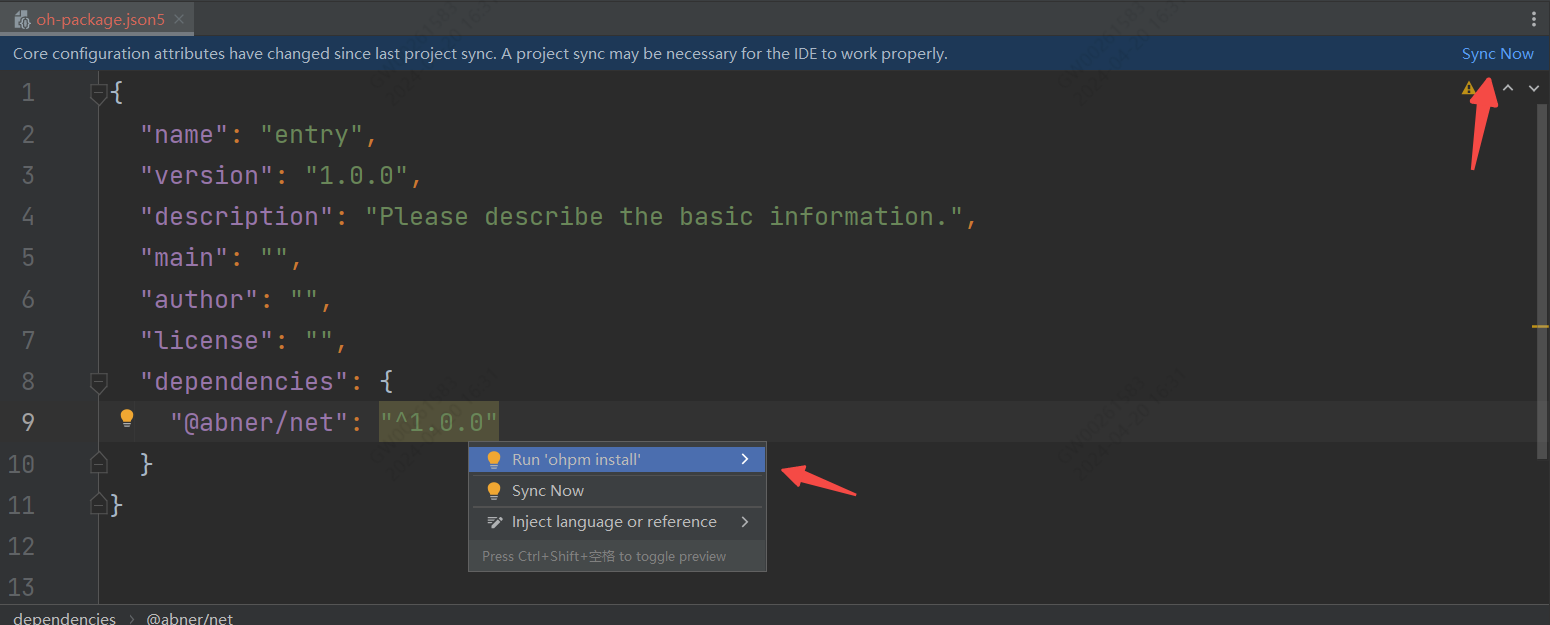 oh-package.json5
Core configuration attributes have changed since last project sync. A project sync may be necessary for the IDE to work properly.
Sync Now
1 {
2 "name": "entry",
3 "version": "1.0.0",
4 "description": "Please describe the basic information.",
5 "main": "",
6 "author": "",
7 "license": "",
8 "dependencies": {
9 "@abner/net": "^1.0.0"
10 }
11 }
12
13
Run 'ohpm install'
Sync Now
Inject language or reference
Press Ctrl+Shift+空格 to toggle preview
dependencies › @abner/net